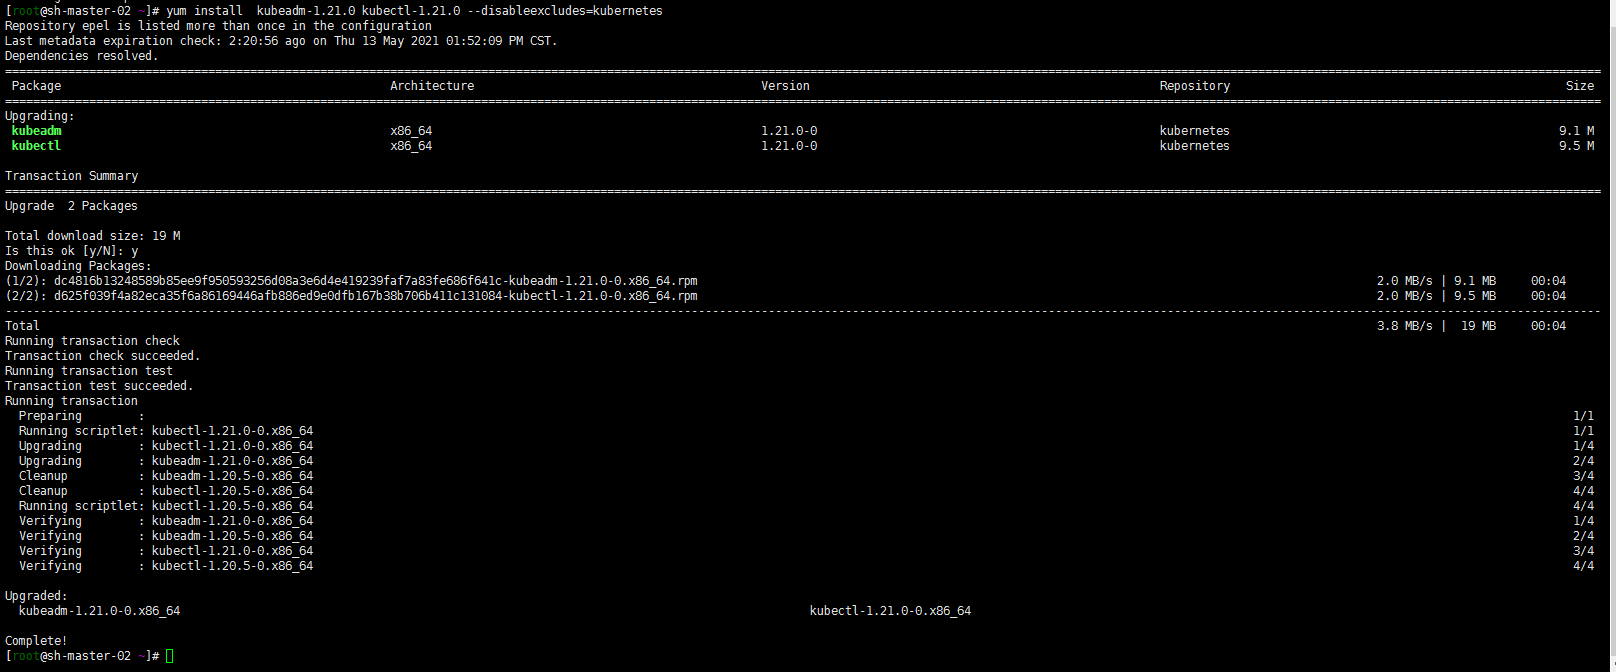 [root@sh-master-02 ~]# yum install  kubeadm-1.21.0 kubectl-1.21.0 --disableexcludes=kubernetes
Repository epel is listed more than once in the configuration
Last metadata expiration check: 2:20:56 ago on Thu 13 May 2021 01:52:09 PM CST.
Dependencies resolved.
Package Architecture Version Repository Size
Upgrading:
kubeadm x86_64 1.21.0-0 kubernetes 9.1 M
kubectl x86_64 1.21.0-0 kubernetes 9.5 M
Transaction Summary
Upgrade  2 Packages
Total download size: 19 M
Is this ok [y/N]: y
Downloading Packages:
(1/2): dc4816b13248589b85ee9f950593256d08a3e6d4e419239faf7a83fe686f641c-kubeadm-1.21.0-0.x86_64.rpm 2.0 MB/s | 9.1 MB 00:04
(2/2): d625f039f4a82eca35f6a86169446afb886ed9e0dfb167b38b706b411c131084-kubectl-1.21.0-0.x86_64.rpm 2.0 MB/s | 9.5 MB 00:04
Total 3.8 MB/s | 19 MB 00:04
Running transaction check
Transaction check succeeded.
Running transaction test
Transaction test succeeded.
Running transaction
Preparing : 1/1
Running scriptlet: kubectl-1.21.0-0.x86_64 1/1
Upgrading : kubectl-1.21.0-0.x86_64 1/4
Upgrading : kubeadm-1.21.0-0.x86_64 2/4
Cleanup : kubeadm-1.20.5-0.x86_64 3/4
Cleanup : kubectl-1.20.5-0.x86_64 4/4
Running scriptlet: kubectl-1.20.5-0.x86_64 4/4
Verifying : kubeadm-1.21.0-0.x86_64 1/4
Verifying : kubeadm-1.20.5-0.x86_64 2/4
Verifying : kubectl-1.21.0-0.x86_64 3/4
Verifying : kubectl-1.20.5-0.x86_64 4/4
Upgraded:
kubeadm-1.21.0-0.x86_64 kubectl-1.21.0-0.x86_64
Complete!
[root@sh-master-02 ~]#